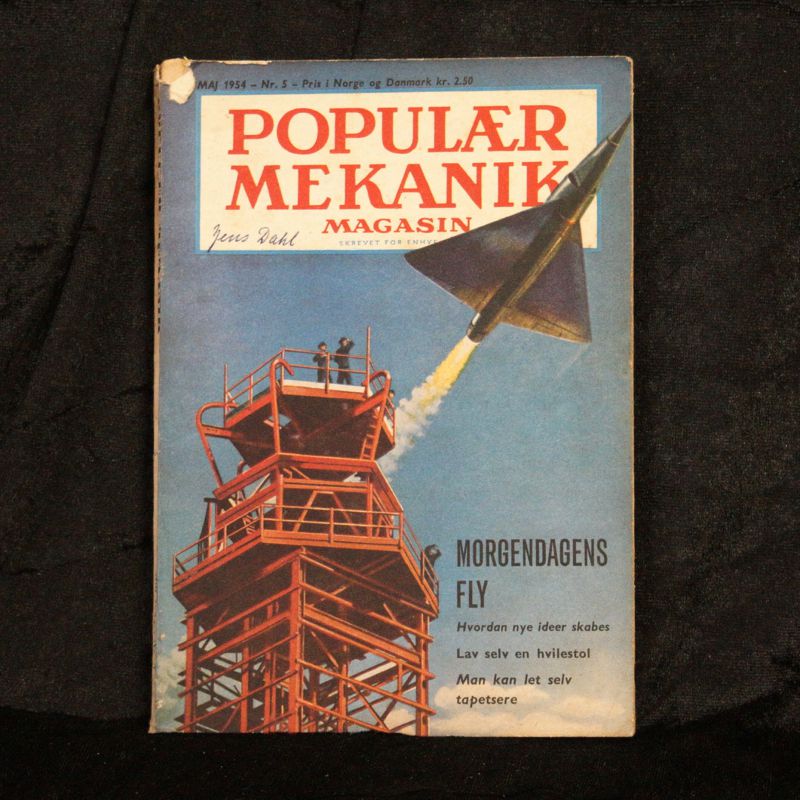 MAJ 1954 – Nr. 5 – Pris i Norge og Danmark kr. 2.50
POPULÆR
MEKANIK
MAGASIN
Jens Dahl
SKREVET FOR
MORGENDAGENS
FLY
Hvordan nye ideer skabes
Lav selv en hvilestol
Man kan let selv
tapetsere